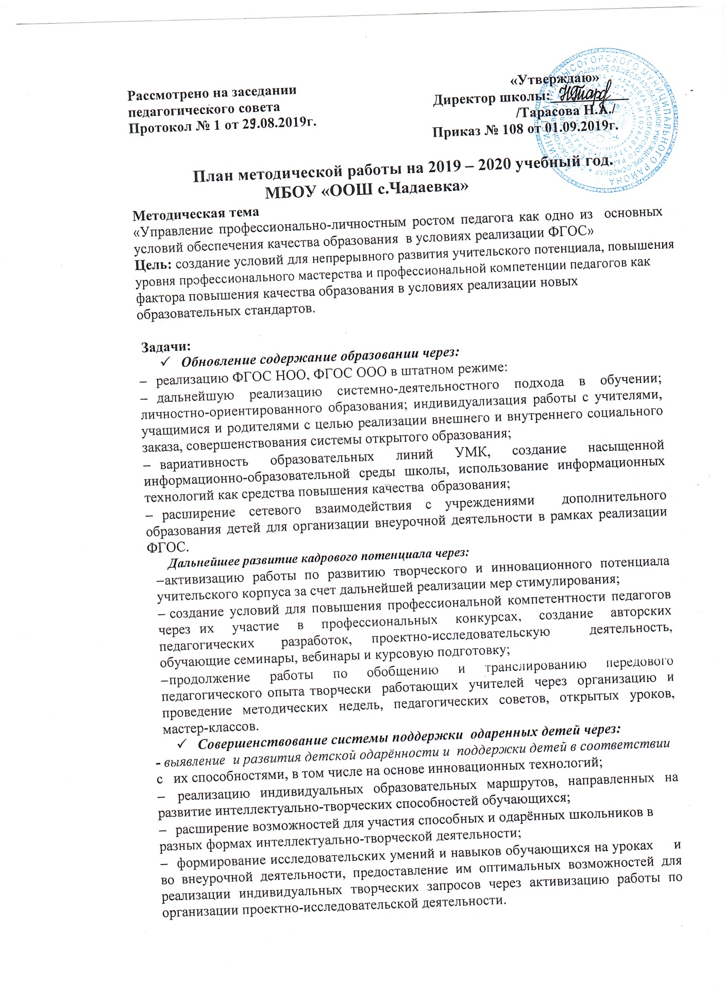 Рассмотрено на заседании
педагогического совета
Протокол № 1 от 29.08.2019г.
«Утверждаю»
Директор школы:
/Тарасова Н.А./
Приказ № 108 от 01.09.2019г.
План методической работы на 2019 – 2020 учебный год.
МБОУ «ООШ с.Чадаевка»
Методическая тема
«Управление профессионально-личностным ростом педагога как одно из основных
условий обеспечения качества образования в условиях реализации ФГОС»
Цель: создание условий для непрерывного развития учительского потенциала, повышения
уровня профессионального мастерства и профессиональной компетенции педагогов как
фактора повышения качества образования в условиях реализации новых
образовательных стандартов.
Задачи:
✓ Обновление содержание образовании через:
– реализацию ФГОС НОО, ФГОС ООО в штатном режиме:
– дальнейшую реализацию системно-деятельностного подхода в обучении;
личностно-ориентированного образования; индивидуализация работы с учителями,
учащимися и родителями с целью реализации внешнего и внутреннего социального
заказа, совершенствования системы открытого образования;
– вариативность образовательных линий УМК, создание насыщенной
информационно-образовательной среды школы, использование информационных
технологий как средства повышения качества образования;
– расширение сетевого взаимодействия с учреждениями дополнительного
образования детей для организации внеурочной деятельности в рамках реализации
ФГОС.
Дальнейшее развитие кадрового потенциала через:
–активизацию работы по развитию творческого и инновационного потенциала
учительского корпуса за счет дальнейшей реализации мер стимулирования;
– создание условий для повышения профессиональной компетентности педагогов
через их участие в профессиональных конкурсах, создание авторских
педагогических разработок, проектно-исследовательскую деятельность,
обучающие семинары, вебинары и курсовую подготовку;
–продолжение работы по обобщению и транслированию передового
педагогического опыта творчески работающих учителей через организацию и
проведение методических недель, педагогических советов, открытых уроков,
мастер-классов.
✓ Совершенствование системы поддержки одаренных детей через:
- выявление и развития детской одарённости и поддержки детей в соответствии
с их способностями, в том числе на основе инновационных технологий;
– реализацию индивидуальных образовательных маршрутов, направленных на
развитие интеллектуально-творческих способностей обучающихся;
– расширение возможностей для участия способных и одарённых школьников в
разных формах интеллектуально-творческой деятельности;
– формирование исследовательских умений и навыков обучающихся на уроках и
во внеурочной деятельности, предоставление им оптимальных возможностей для
реализации индивидуальных творческих запросов через активизацию работы по
организации проектно-исследовательской деятельности.